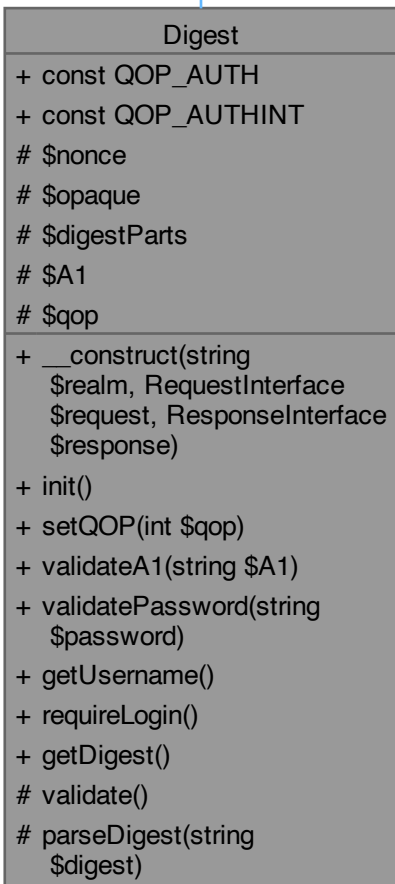 Digest
+ const QOP_AUTH
+ const QOP_AUTHINT
# $nonce
# $opaque
# $digestParts
# $A1
# $qop
+ __construct(string
$realm, RequestInterface
$request, ResponseInterface
$response)
+ init()
+ setQOP(int $qop)
+ validateA1(string $A1)
+ validatePassword(string
$password)
+ getUsername()
+ requireLogin()
+ getDigest()
# validate()
# parseDigest(string
$digest)